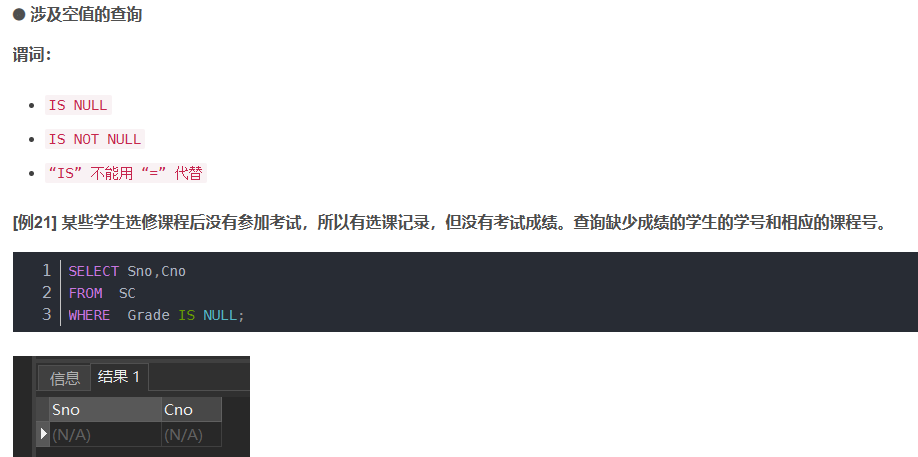 ● 涉及空值的查询
谓词：
• IS NULL
• IS NOT NULL
• “IS” 不能用 “=” 代替
[例21] 某些学生选修课程后没有参加考试，所以有选课记录，但没有考试成绩。查询缺少成绩的学生的学号和相应的课程号。
1 SELECT Sno,Cno
2 FROM  SC
3 WHERE  Grade IS NULL;
信息 结果 1
Sno Cno
(N/A) (N/A)